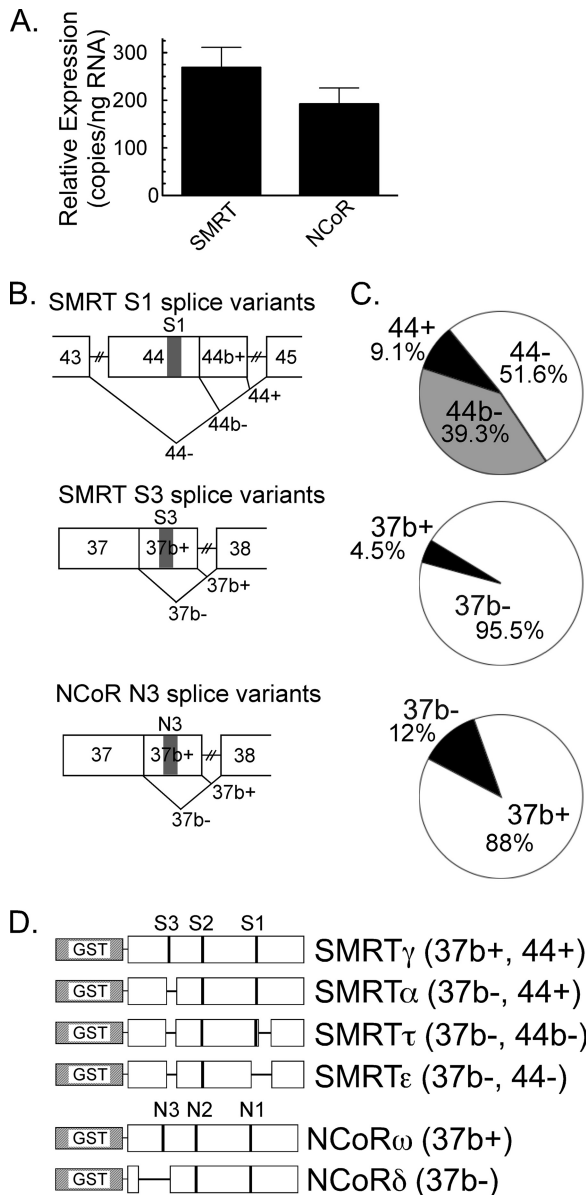 A.
Relative Expression
(copies/ng RNA)
300
200
100
0
SMRT
NCoR
B.
SMRT S1 splice variants
S1
43
44
44b+
45
44+
44b-
44-
SMRT S3 splice variants
S3
37
37b+
38
37b+
37b-
NCoR N3 splice variants
N3
37
37b+
38
37b+
37b-
C.
44+
9.1%
44-
51.6%
44b-
39.3%
37b+
4.5%
37b-
95.5%
37b-
12%
37b+
88%
D.
S3 S2 S1
GST SMRTγ (37b+, 44+)
GST SMRTα (37b-, 44+)
GST SMRTτ (37b-, 44b-)
GST SMRTε (37b-, 44-)
N3 N2 N1
GST NCoRω (37b+)
GST NCoRδ (37b-)